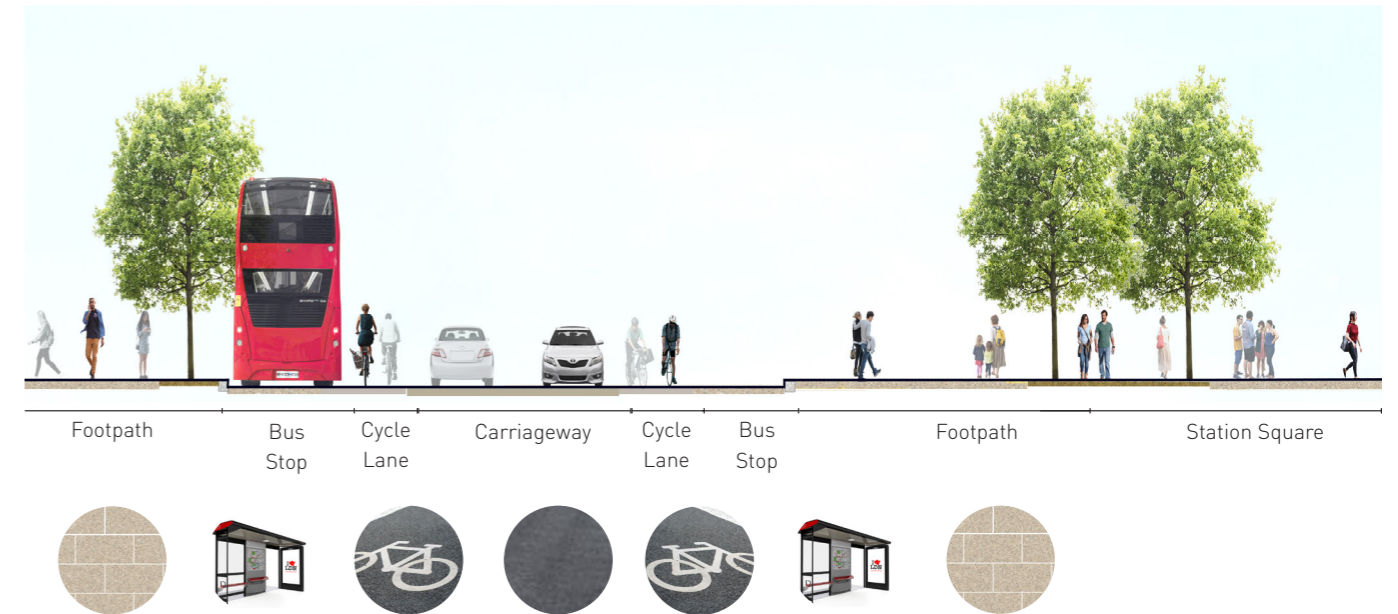 Footpath
Bus
Stop
Cycle
Lane
Carriageway
Cycle
Lane
Bus
Stop
Footpath
Station Square